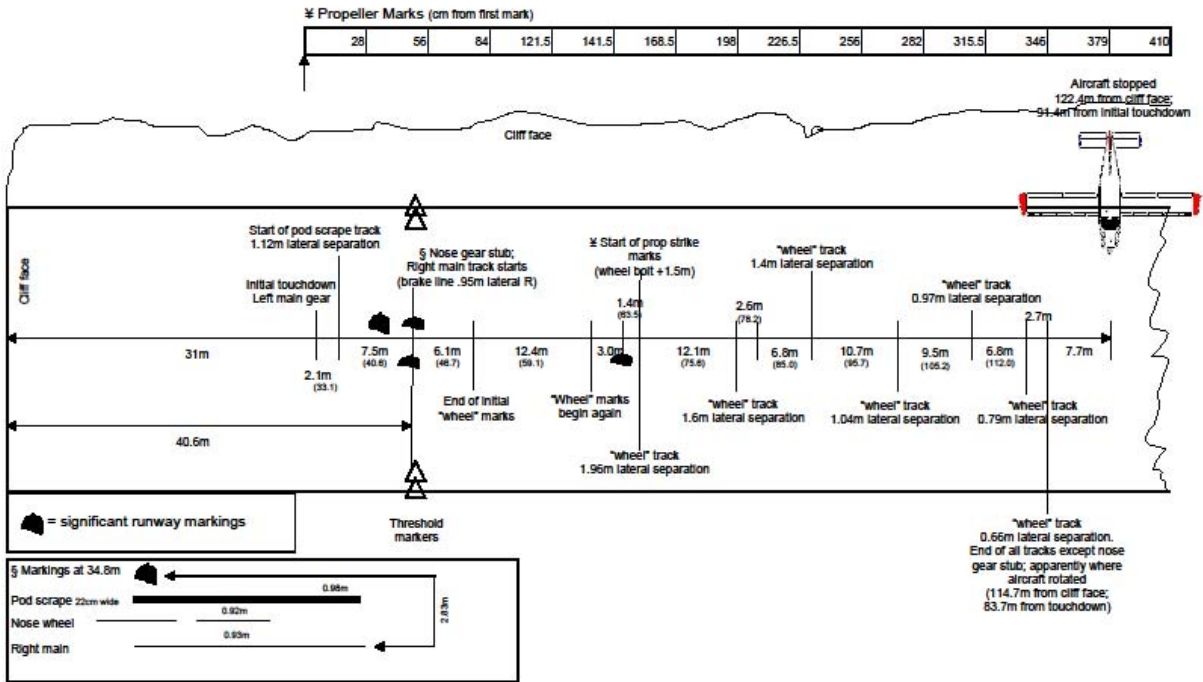 ¥ Propeller Marks (cm from first mark)
28 56 84 121.5 141.5 168.5 198 226.5 256 282 315.5 346 379 410
Aircraft stopped
122.4m from cliff face;
91.4m from initial touchdown
Cliff face
Cliff face
Start of pod scrape track
1.12m lateral separation
§ Nose gear stub;
Right main track starts
(brake line .95m lateral R)
¥ Start of prop strike
marks
(wheel bolt +1.5m)
"wheel" track
1.4m lateral separation
Initial touchdown
Left main gear
"wheel" track
0.97m lateral separation
1.4m
(63.5)
2.6m
(78.2)
2.7m
31m
7.5m
(40.6)
6.1m
(46.7)
12.4m
(59.1)
3.0m
12.1m
(75.6)
6.8m
(85.0)
10.7m
(95.7)
9.5m
(105.2)
6.8m
(112.0)
7.7m
2.1m
(33.1)
End of initial
"wheel" marks
"Wheel" marks
begin again
"wheel" track
1.6m lateral separation
"wheel" track
1.04m lateral separation
"wheel" track
0.79m lateral separation
40.6m
"wheel" track
1.96m lateral separation
= significant runway markings
Threshold
markers
"wheel" track
0.66m lateral separation.
End of all tracks except nose
gear stub; apparently where
aircraft rotated
(114.7m from cliff face;
83.7m from touchdown)
§ Markings at 34.8m
0.98m
Pod scrape 22cm wide
0.92m
Nose wheel
0.93m
Right main
2.83m